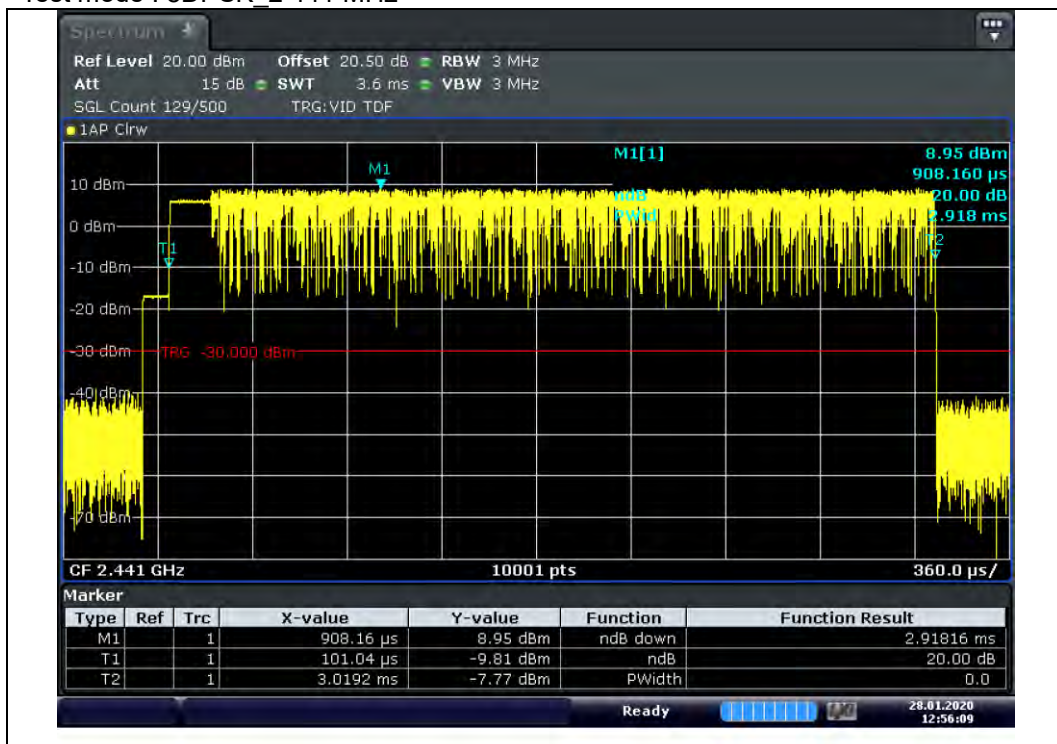 Spectrum
Ref Level 20.00 dBm Offset 20.50 dB RBW 3 MHz
Att 15 dB SWT 3.6 ms VBW 3 MHz
SGL Count 129/500 TRG:VID TDF
1AP Clrw
M1[1] 8.95 dBm
908.160 µs
ndB 20.00 dB
PWid 2.918 ms
M1
10 dBm
0 dBm
T1
T2
-10 dBm
-20 dBm
-30 dBm
TRG -30.000 dBm
-40 dBm
-70 dBm
CF 2.441 GHz 10001 pts 360.0 µs/
Marker
Type Ref Trc X-value Y-value Function Function Result
M1 1 908.16 µs 8.95 dBm ndB down 2.91816 ms
T1 1 101.04 µs -9.81 dBm ndB 20.00 dB
T2 1 3.0192 ms -7.77 dBm PWidth 0.0
Ready 28.01.2020
12:56:09